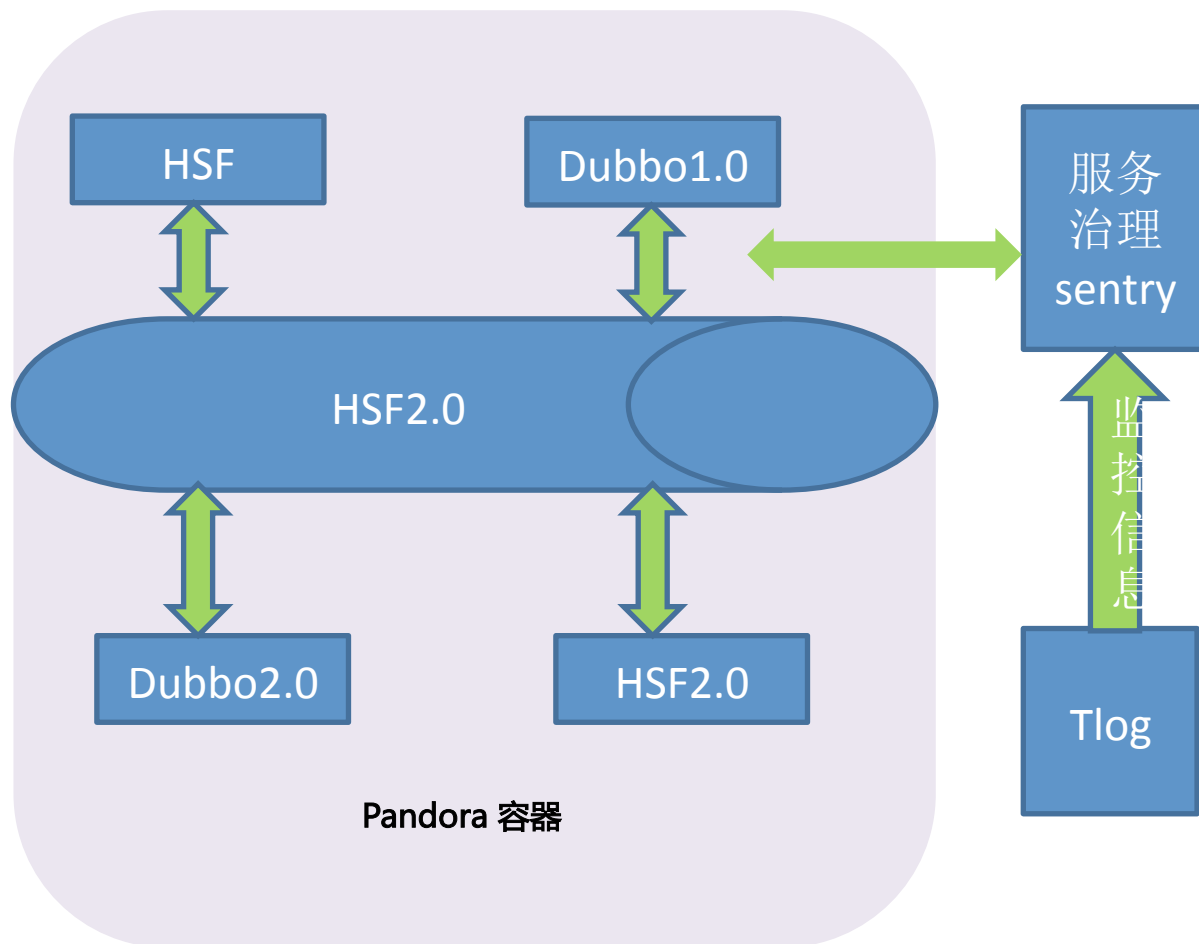 HSF
Dubbo1.0
服务
治理
sentry
HSF2.0
监
控
信
息
Dubbo2.0
HSF2.0
Tlog
Pandora 容器